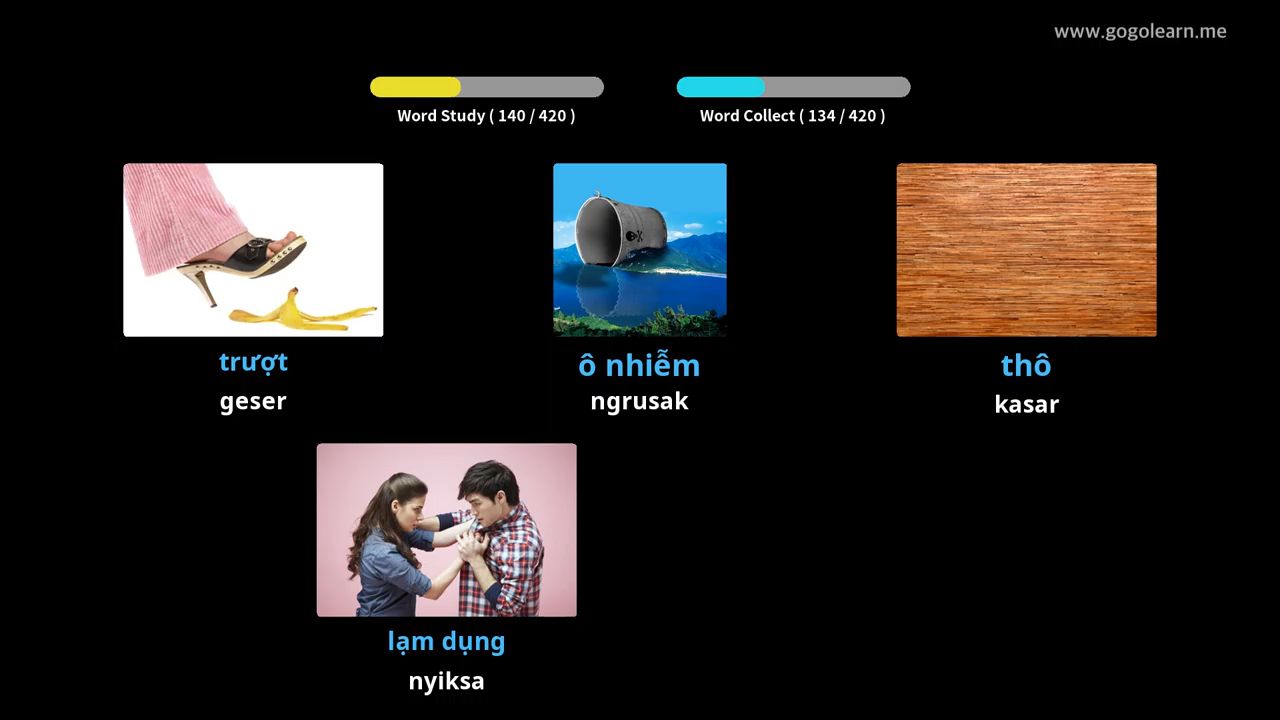 www.gogolearn.me
Word Study ( 140 / 420 )
Word Collect ( 134 / 420 )
trượt
geser
ô nhiễm
ngrusak
thô
kasar
lạm dụng
nyiksa